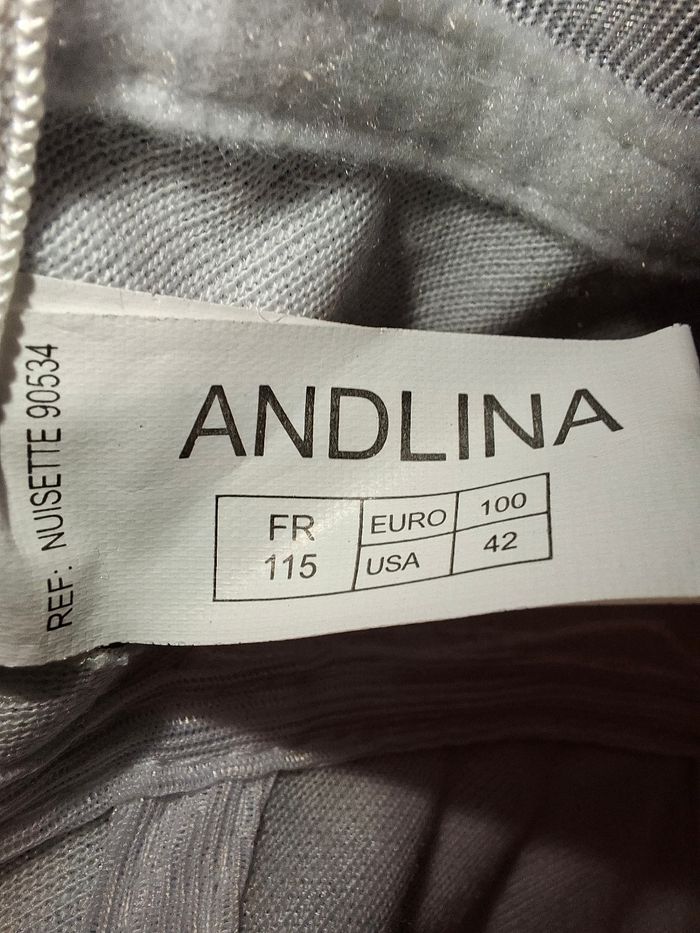 REF: NUISETTE 90534
ANDLINA
FR
115
EURO 100
USA 42